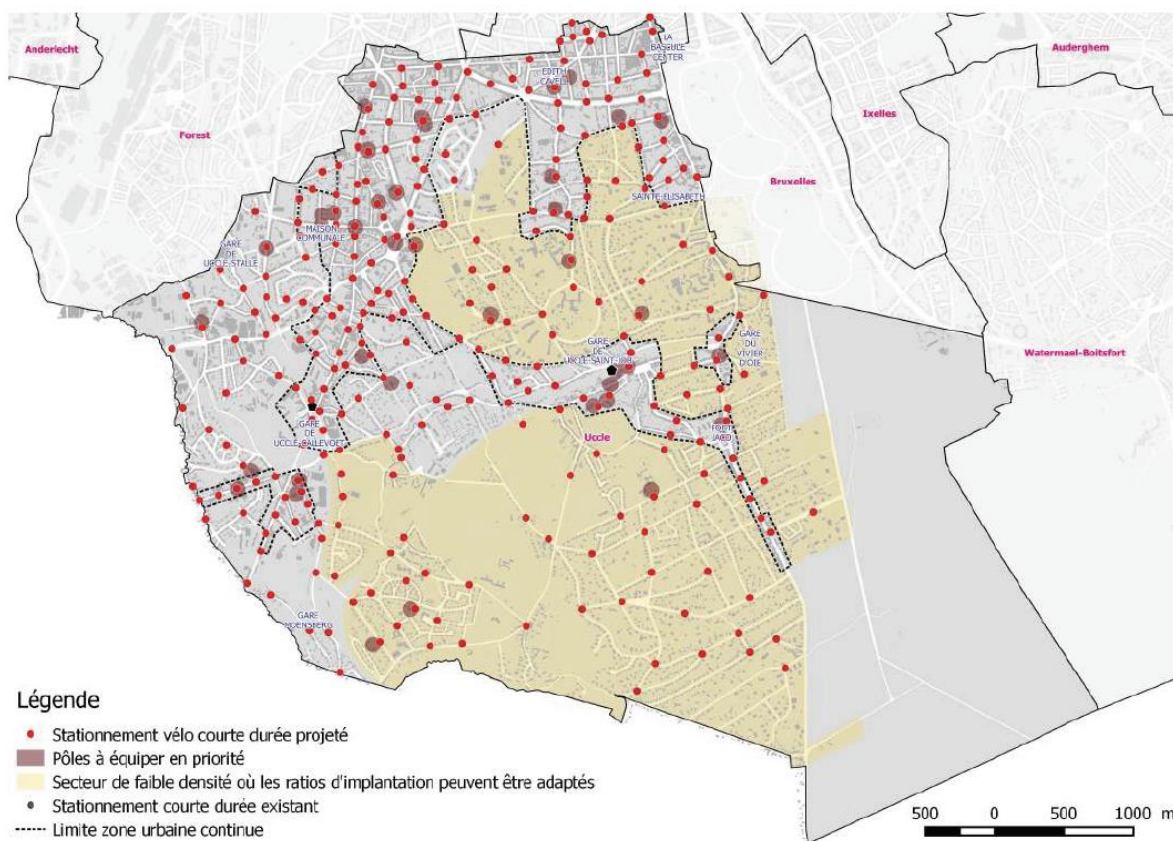 Anderlecht
LA
BASCULE
CENTER
Auderghem
EDITH
CAVELL
Forest
Ixelles
Bruxelles
SAINTE-ELISABETH
MAISON
COMMUNALE
GARE
DE
UCCLE-STALLE
GARE
DE
UCCLE-SAINT-JOB
GARE
DU
VIVIER
D'OIE
Watermael-Boitsfort
GARE
DE
UCCLE-CALLEVOET
Uccle
FORT
JACO
GARE
MOENSBERG
Légende
Stationnement vélo courte durée projeté
Pôles à équiper en priorité
Secteur de faible densité où les ratios d'implantation peuvent être adaptés
Stationnement courte durée existant
Limite zone urbaine continue
500 0 500 1000 m